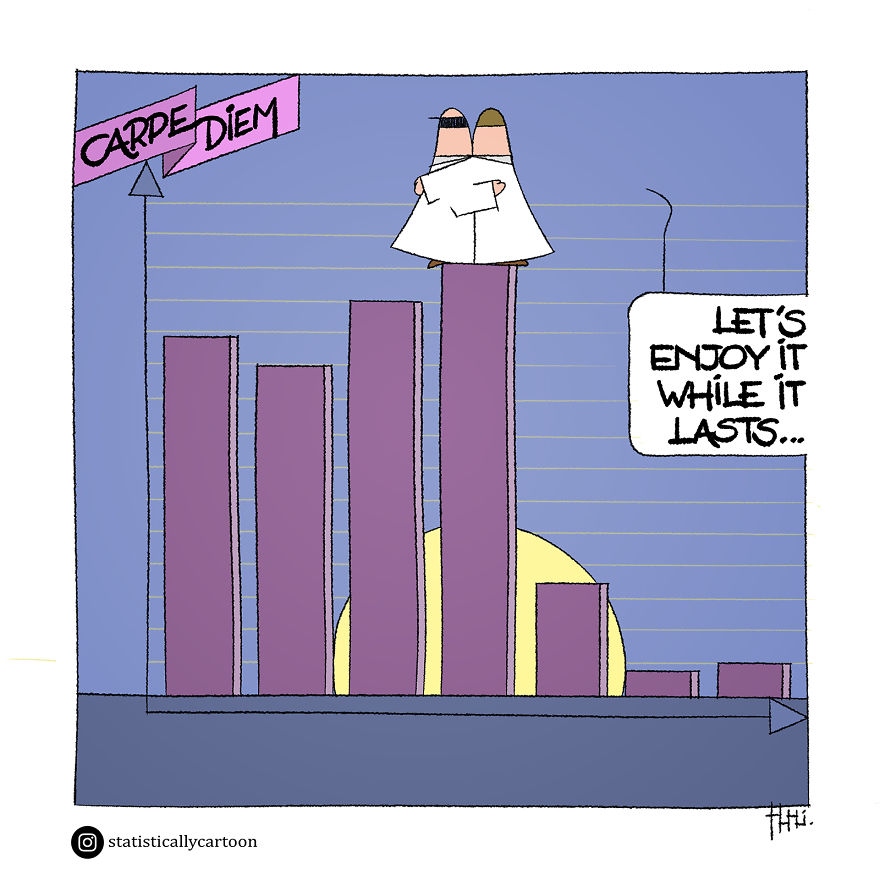 CARPE DIEM
LET'S
ENJOY IT
WHILE IT
LASTS...
statisticallycartoon